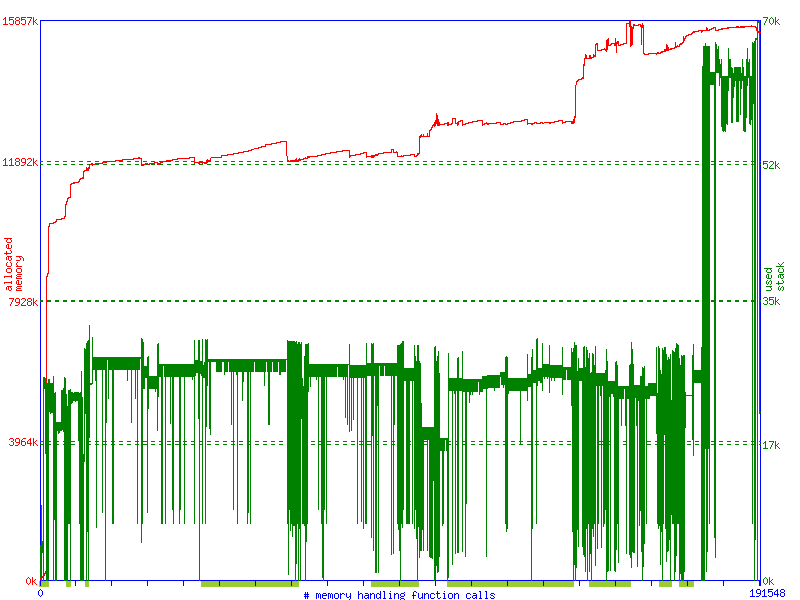 15857k
70k
11892k
52k
allocated
memory
used
stack
7928k
35k
3964k
17k
0k
0k
0
# memory handling function calls
191548